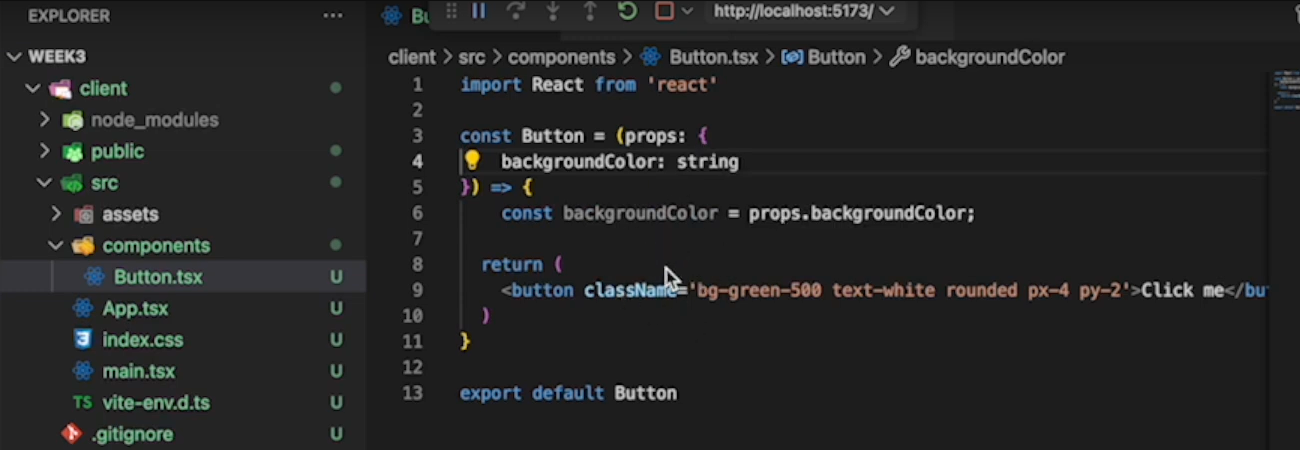 EXPLORER ...
WEEK3
client
node_modules
public
src
assets
components
Button.tsx U
App.tsx U
index.css U
main.tsx U
TS vite-env.d.ts U
.gitignore U
http://localhost:5173/
client > src > components > Button.tsx > Button > backgroundColor
1 import React from 'react'
2
3 const Button = (props: {
4 backgroundColor: string
5 }) => {
6 const backgroundColor = props.backgroundColor;
7
8 return (
9 <button className='bg-green-500 text-white rounded px-4 py-2'>Click me</bu
10 )
11 }
12
13 export default Button